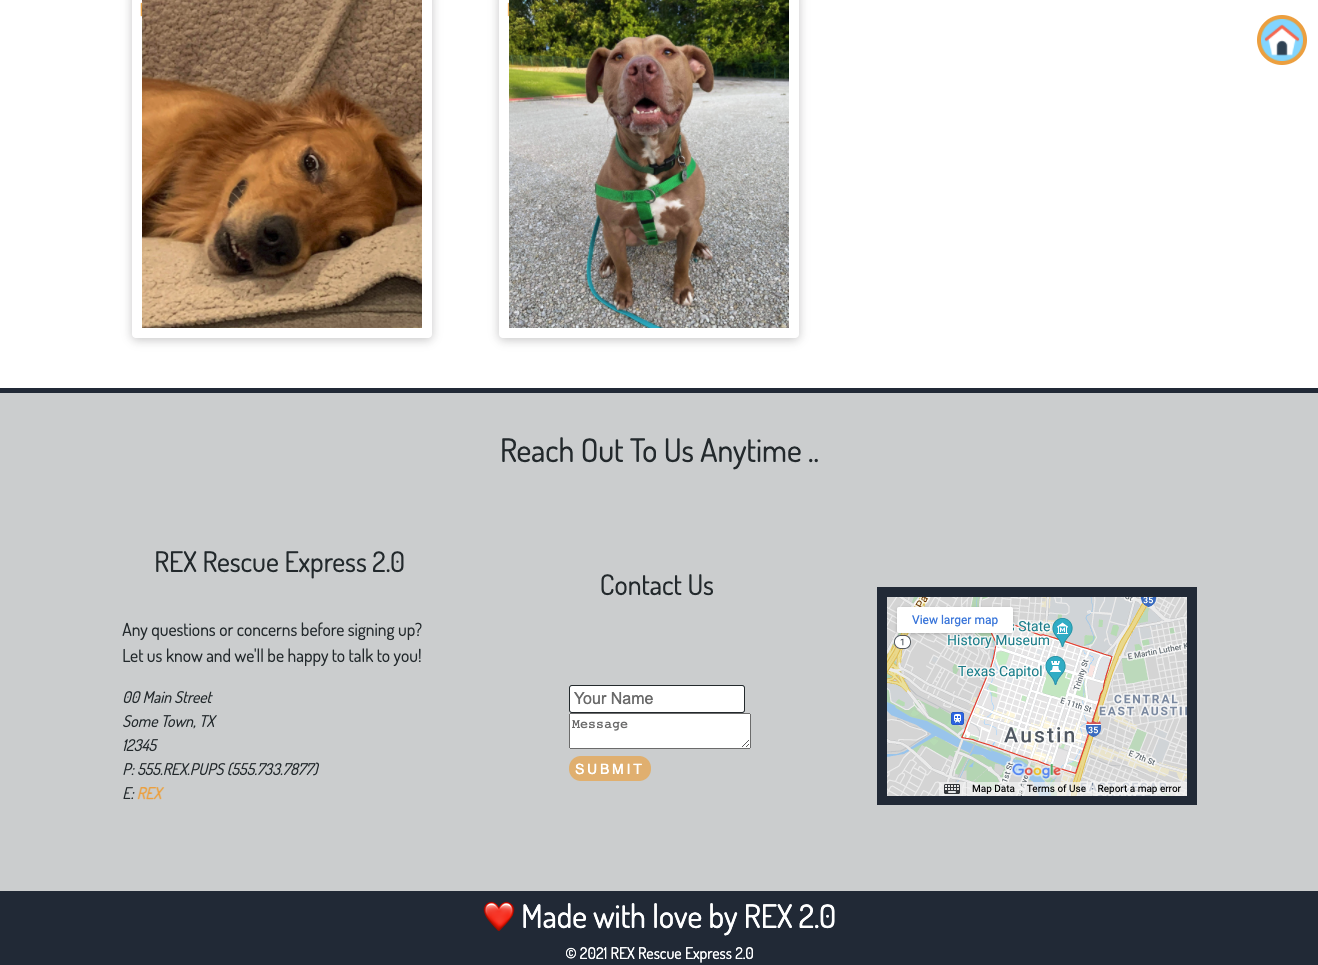 Reach Out To Us Anytime ..
REX Rescue Express 2.0
Any questions or concerns before signing up?
Let us know and we'll be happy to talk to you!
00 Main Street
Some Town, TX
12345
P: 555.REX.PUPS (555.733.7877)
E: REX
Contact Us
Your Name
Message
SUBMIT
View larger map
State
History Museum
Texas Capitol
1
35
E Martin Luther K
Trinity St
CENTRAL
EAST AUSTIN
E 11th St
35
Austin
E 7th St
1st St
Google
Map Data
Terms of Use
Report a map error
❤️ Made with love by REX 2.0
© 2021 REX Rescue Express 2.0